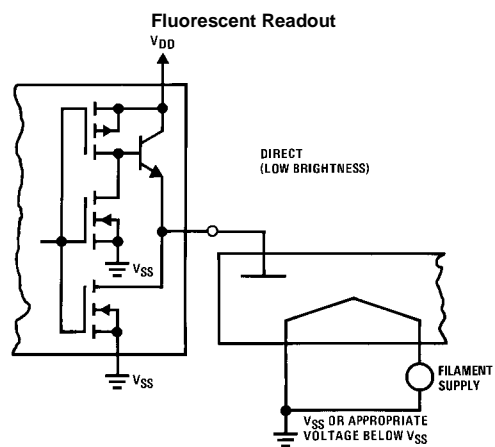 Fluorescent Readout
VDD
DIRECT
(LOW BRIGHTNESS)
VSS
VSS
FILAMENT
SUPPLY
VSS OR APPROPRIATE
VOLTAGE BELOW VSS